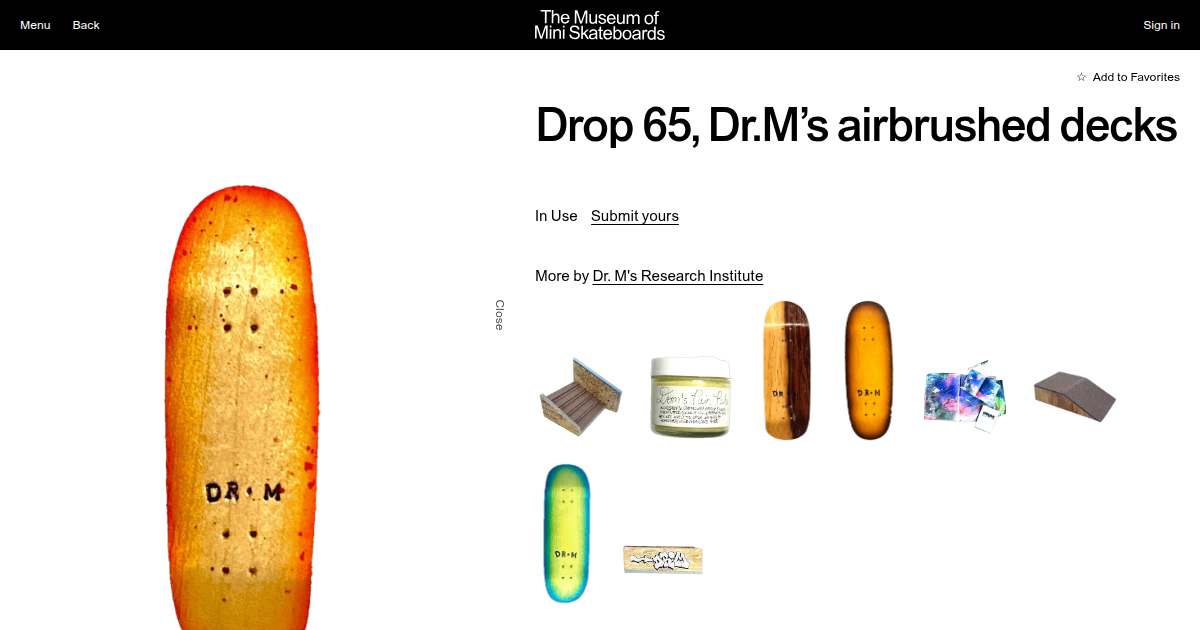 Menu
Back
The Museum of
Mini Skateboards
Sign in
☆ Add to Favorites
Drop 65, Dr.M’s airbrushed decks
In Use
Submit yours
More by Dr. M's Research Institute
Close
DR·M
DR·M
DR·M